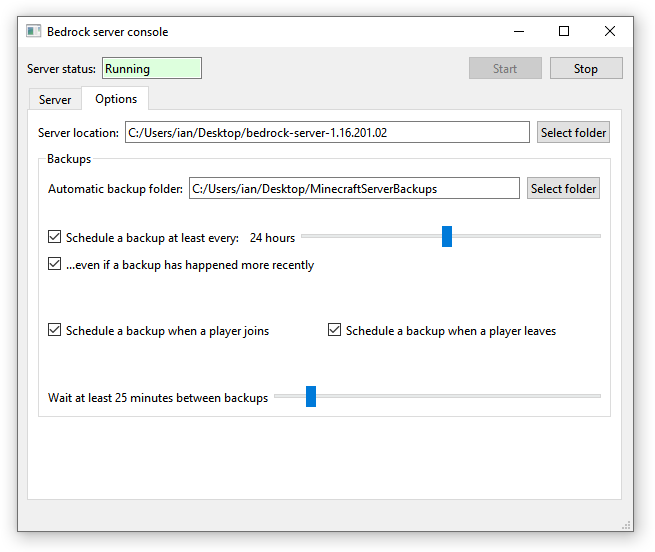 Bedrock server console
Server status: Running Start Stop
Server Options
Server location: C:/Users/ian/Desktop/bedrock-server-1.16.201.02 Select folder
Backups
Automatic backup folder: C:/Users/ian/Desktop/MinecraftServerBackups Select folder
Schedule a backup at least every: 24 hours
...even if a backup has happened more recently
Schedule a backup when a player joins Schedule a backup when a player leaves
Wait at least 25 minutes between backups